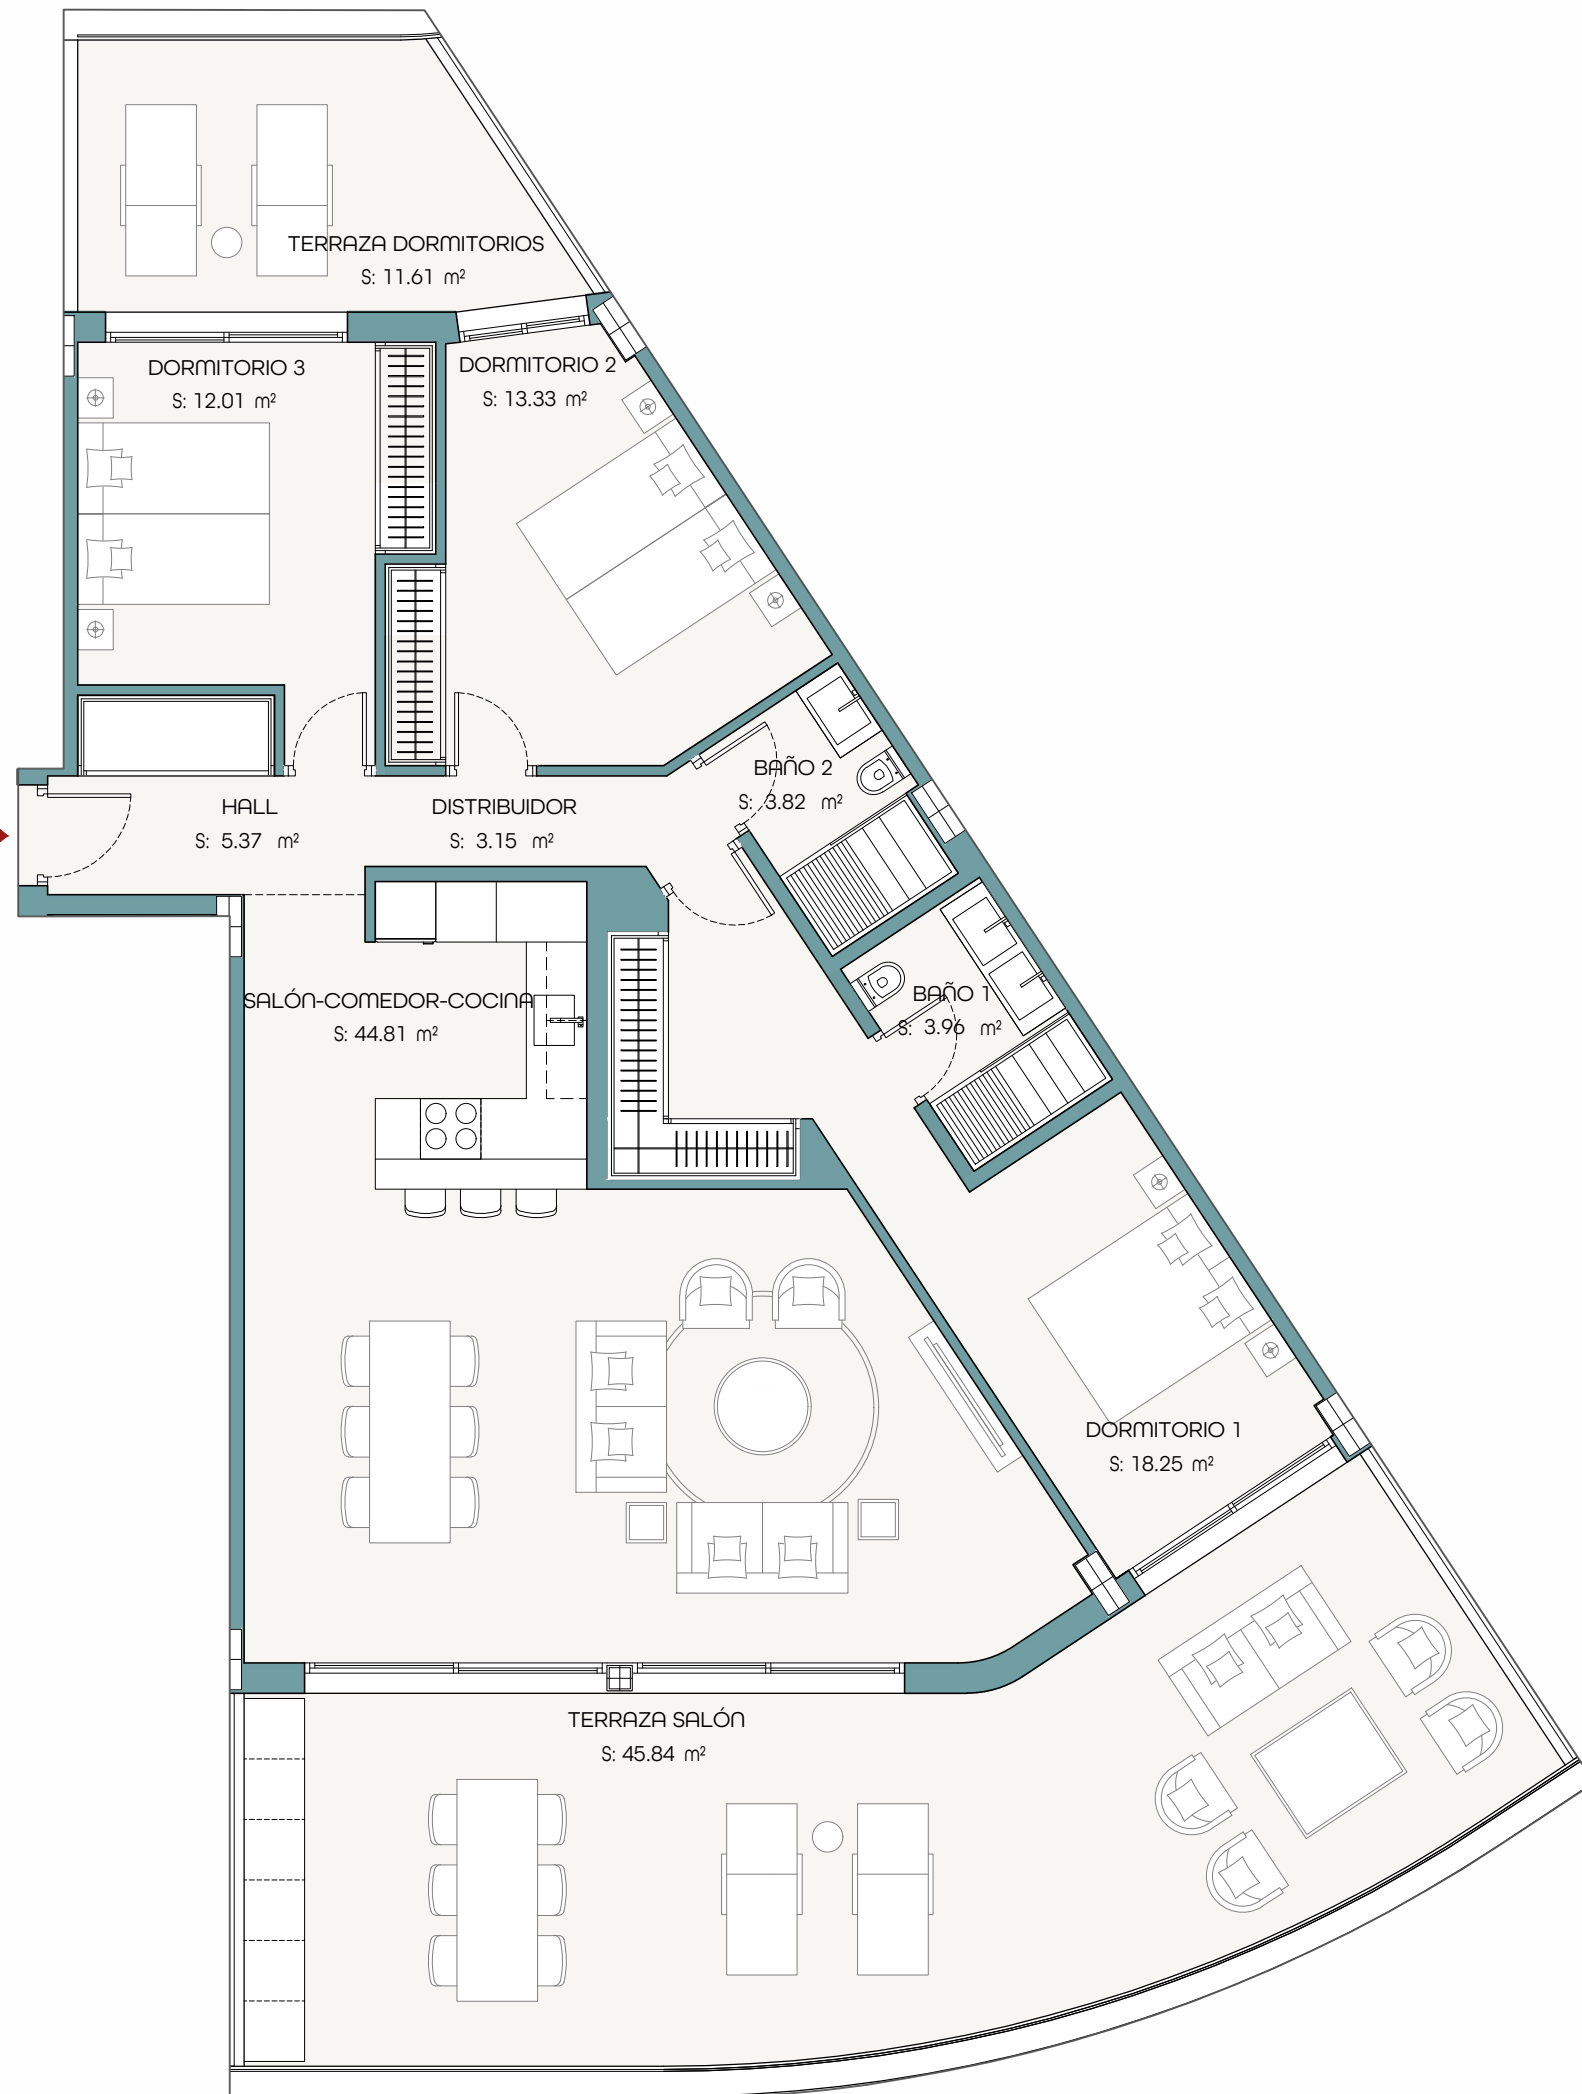 TERRAZA DORMITORIOS
S: 11.61 m²
DORMITORIO 3
S: 12.01 m²
DORMITORIO 2
S: 13.33 m²
BAÑO 2
S: 3.82 m²
HALL
S: 5.37 m²
DISTRIBUIDOR
S: 3.15 m²
SALÓN-COMEDOR-COCINA
S: 44.81 m²
BAÑO 1
S: 3.96 m²
DORMITORIO 1
S: 18.25 m²
TERRAZA SALÓN
S: 45.84 m²